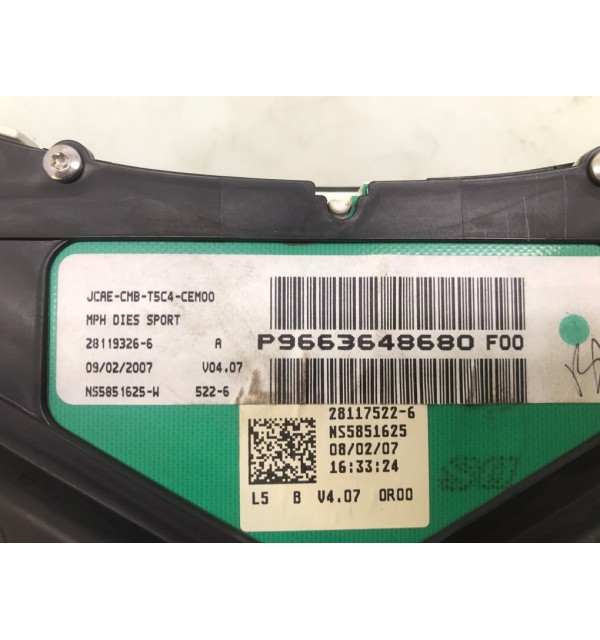 JCAE-CMB-T5C4-CEM00
MPH DIES SPORT
28119326-6 A
09/02/2007 V04.07
NS5851625-W 522-6
P9663648680 F00
28117522-6
NS5851625
08/02/07
16:33:24
L5 B V4.07 0R00